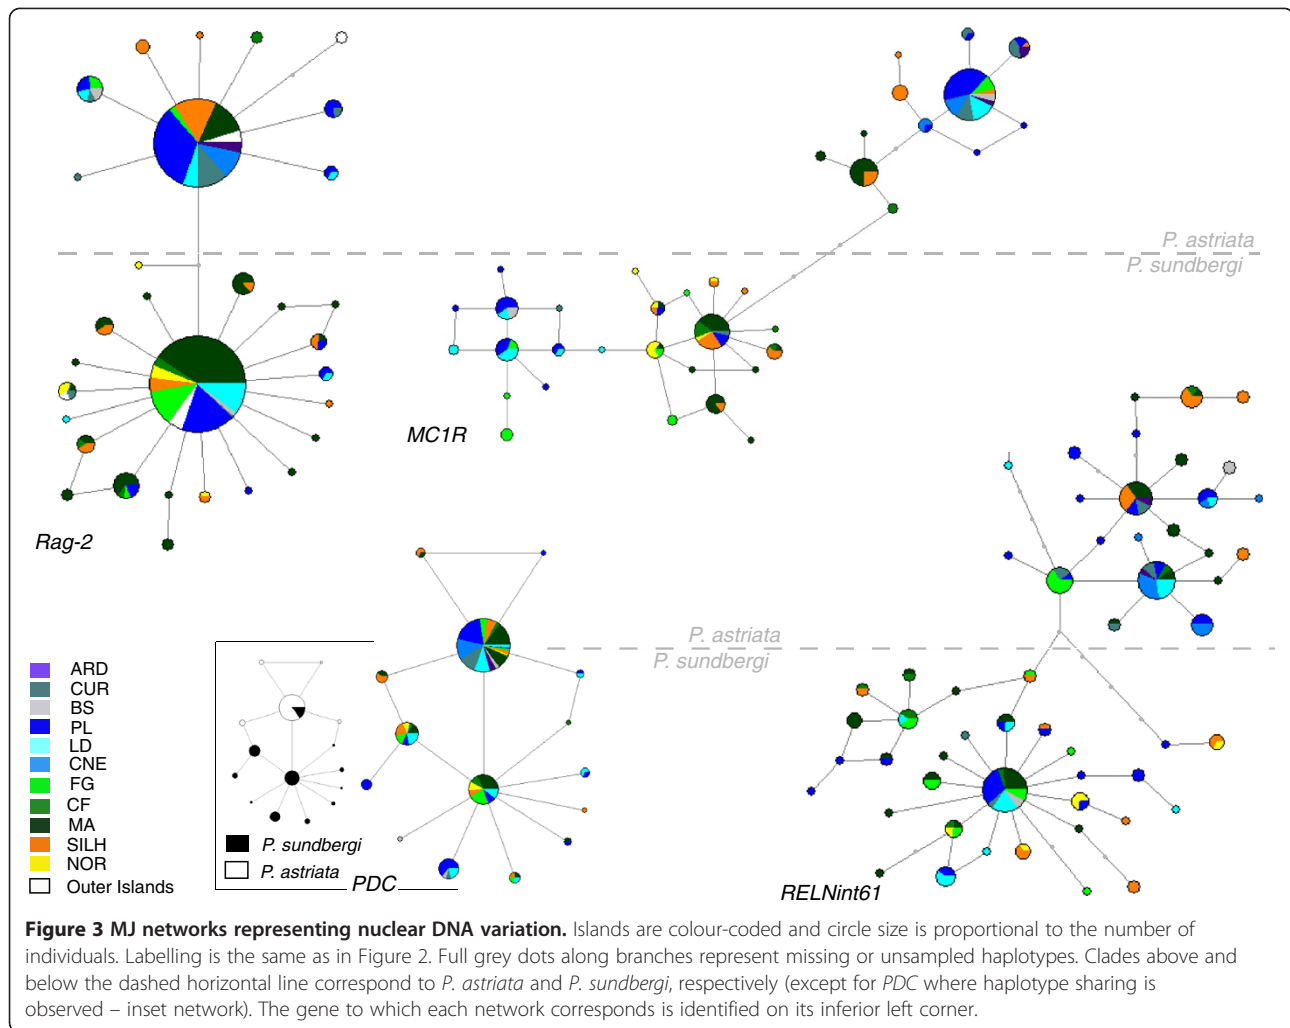 P. astriata
P. sundbergi
MC1R
Rag-2
P. astriata
P. sundbergi
ARD
CUR
BS
PL
LD
CNE
FG
CF
MA
SILH
NOR
Outer Islands
P. sundbergi
P. astriata
PDC
RELNint61
Figure 3 MJ networks representing nuclear DNA variation. Islands are colour-coded and circle size is proportional to the number of
individuals. Labelling is the same as in Figure 2. Full grey dots along branches represent missing or unsampled haplotypes. Clades above and
below the dashed horizontal line correspond to P. astriata and P. sundbergi, respectively (except for PDC where haplotype sharing is
observed – inset network). The gene to which each network corresponds is identified on its inferior left corner.